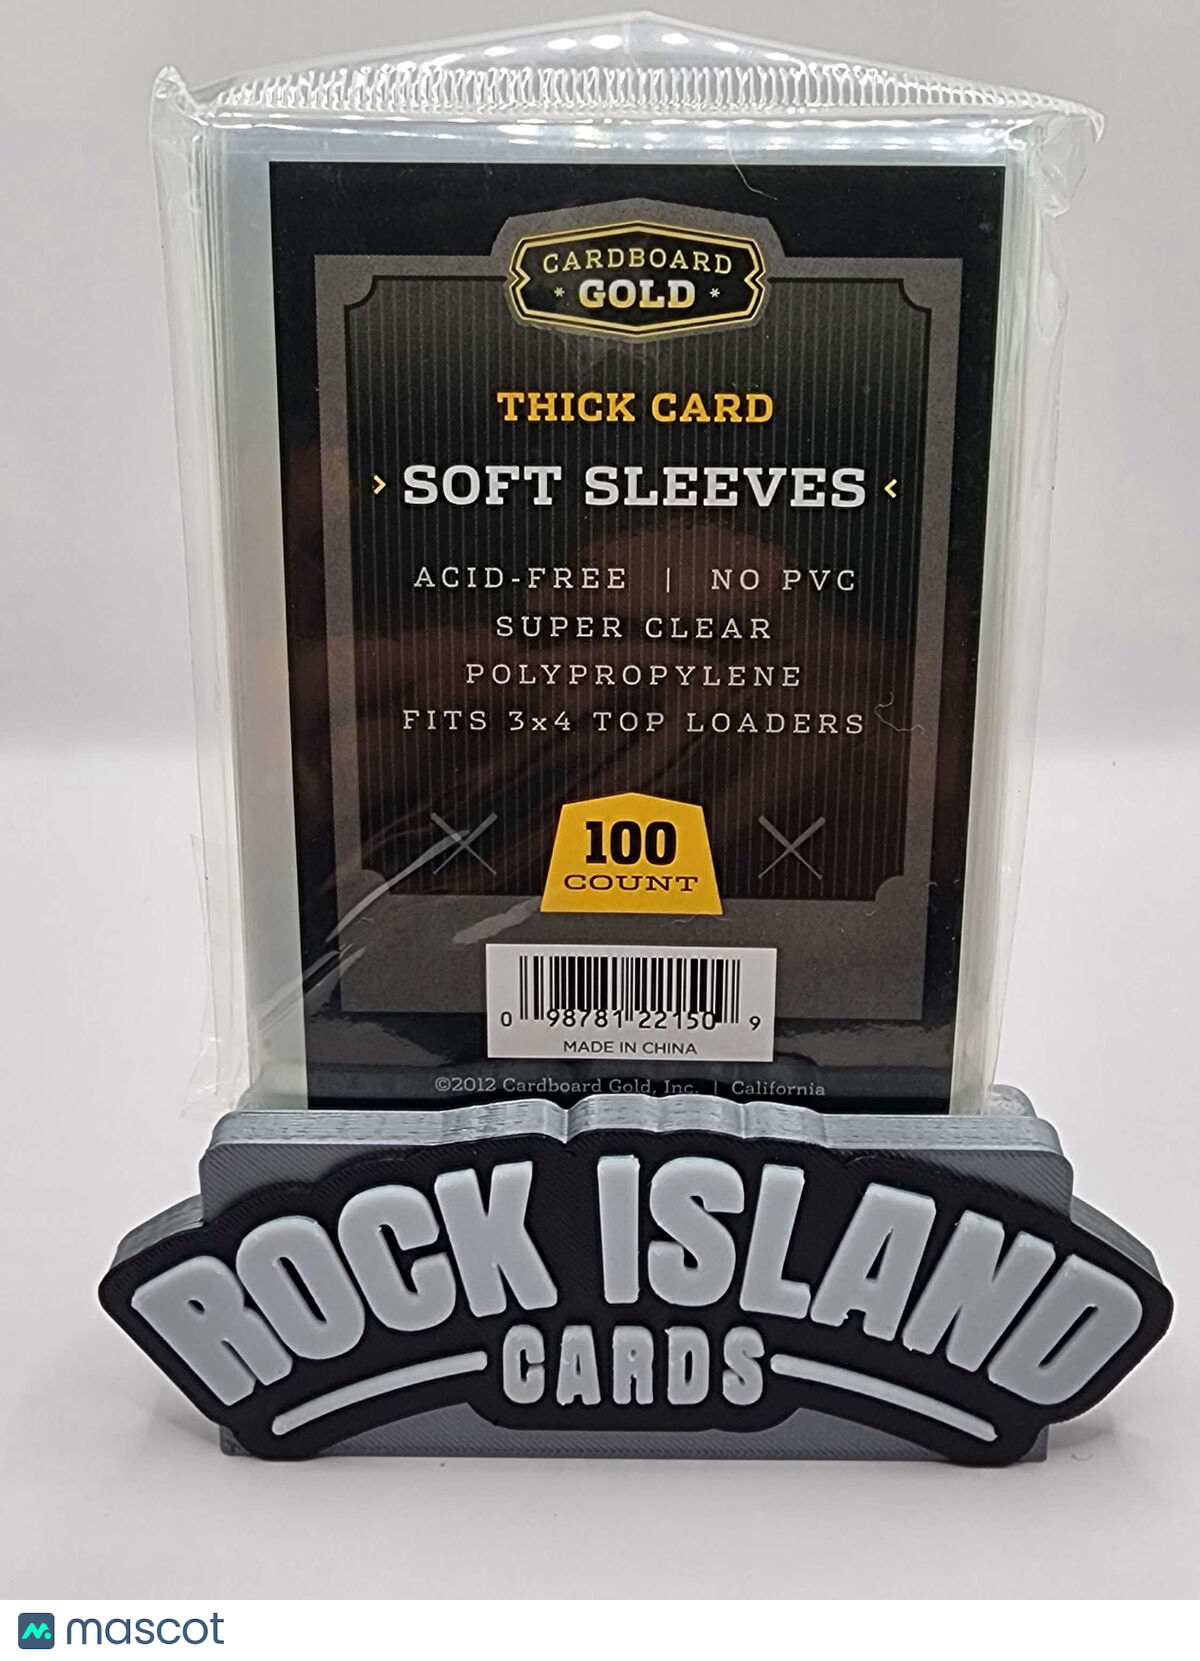 CARDBOARD
* GOLD *
THICK CARD
› SOFT SLEEVES ‹
ACID-FREE | NO PVC
SUPER CLEAR
POLYPROPYLENE
FITS 3x4 TOP LOADERS
100
COUNT
0 98781 22150 9
MADE IN CHINA
©2012 Cardboard Gold, Inc. | California
ROCK ISLAND
CARDS
mascot